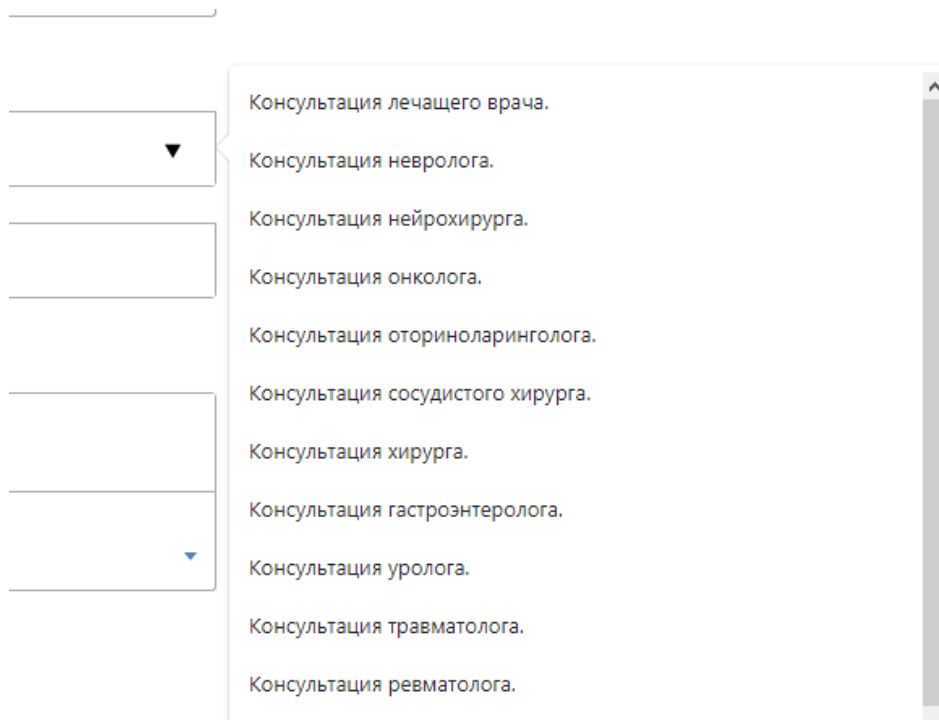 Консультация лечащего врача.
Консультация невролога.
Консультация нейрохирурга.
Консультация онколога.
Консультация оториноларинголога.
Консультация сосудистого хирурга.
Консультация хирурга.
Консультация гастроэнтеролога.
Консультация уролога.
Консультация травматолога.
Консультация ревматолога.